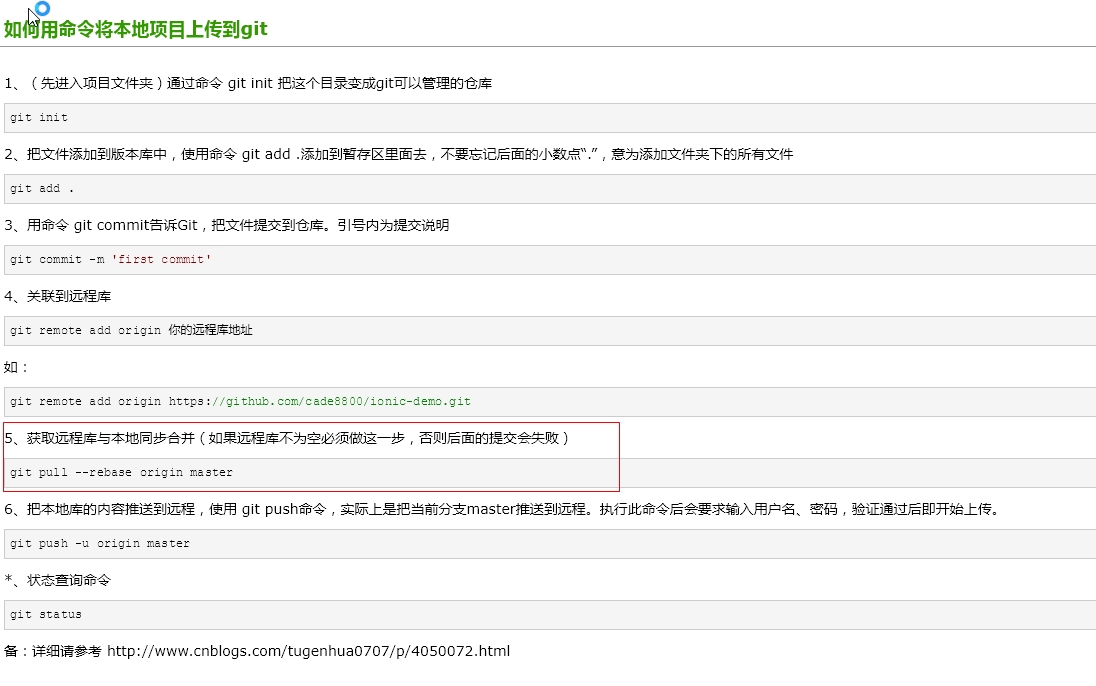 如何用命令将本地项目上传到git
1、（先进入项目文件夹）通过命令 git init 把这个目录变成git可以管理的仓库
git init
2、把文件添加到版本库中，使用命令 git add .添加到暂存区里面去，不要忘记后面的小数点“.”，意为添加文件夹下的所有文件
git add .
3、用命令 git commit告诉Git，把文件提交到仓库。引号内为提交说明
git commit -m 'first commit'
4、关联到远程库
git remote add origin 你的远程库地址
如：
git remote add origin https://github.com/cade8800/ionic-demo.git
5、获取远程库与本地同步合并（如果远程库不为空必须做这一步，否则后面的提交会失败）
git pull --rebase origin master
6、把本地库的内容推送到远程，使用 git push命令，实际上是把当前分支master推送到远程。执行此命令后会要求输入用户名、密码，验证通过后即开始上传。
git push -u origin master
*、状态查询命令
git status
备：详细请参考 http://www.cnblogs.com/tugenhua0707/p/4050072.html